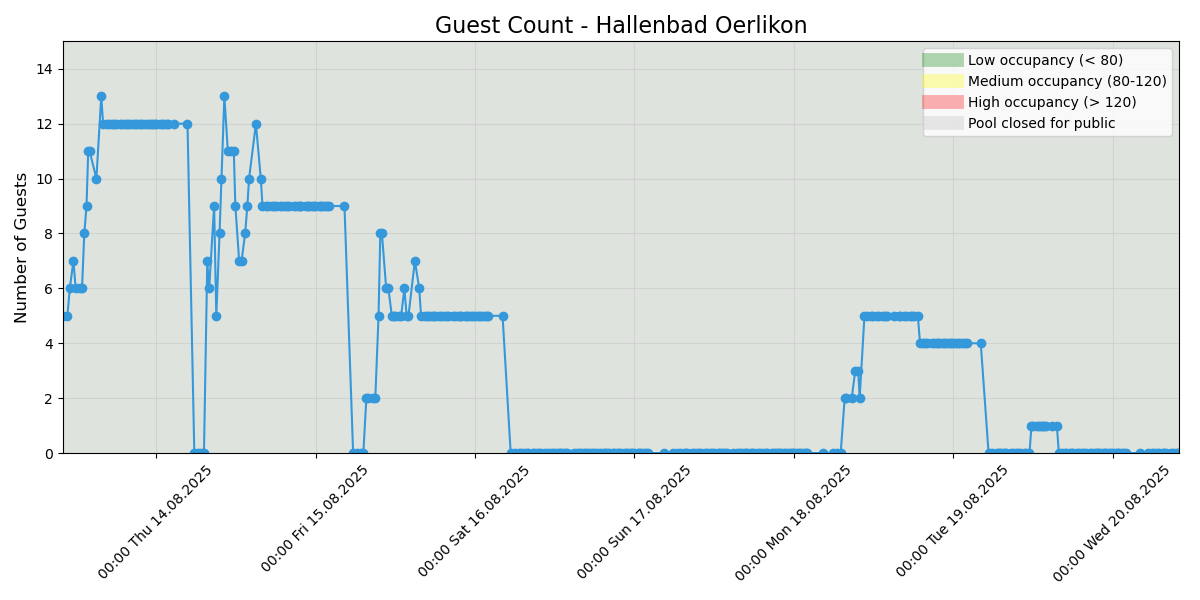 Guest Count - Hallenbad Oerlikon
Number of Guests
14
12
10
8
6
4
2
0
Low occupancy (< 80)
Medium occupancy (80-120)
High occupancy (> 120)
Pool closed for public
00:00 Thu 14.08.2025
00:00 Fri 15.08.2025
00:00 Sat 16.08.2025
00:00 Sun 17.08.2025
00:00 Mon 18.08.2025
00:00 Tue 19.08.2025
00:00 Wed 20.08.2025